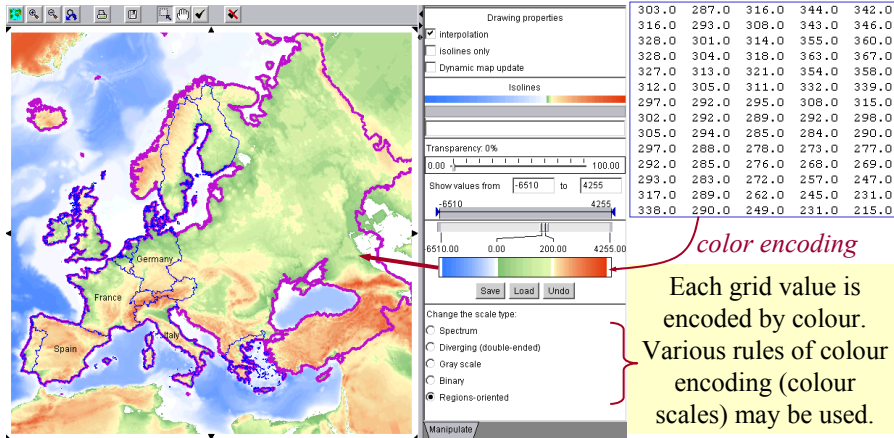 Germany
France
Italy
Spain
Drawing properties
interpolation
isolines only
Dynamic map update
Isolines
Transparency: 0%
0.00 100.00
Show values from -6510 to 4255
-6510 4255
-6510.00 0.00 200.00 4255.00
Save Load Undo
Change the scale type:
Spectrum
Diverging (double-ended)
Gray scale
Binary
Regions-oriented
Manipulate
303.0 287.0 316.0 344.0 342.0
316.0 293.0 308.0 343.0 346.0
328.0 301.0 314.0 355.0 360.0
328.0 304.0 318.0 363.0 367.0
327.0 313.0 321.0 354.0 358.0
312.0 305.0 311.0 332.0 339.0
297.0 292.0 295.0 308.0 315.0
302.0 292.0 289.0 292.0 298.0
305.0 294.0 285.0 284.0 290.0
297.0 288.0 278.0 273.0 277.0
292.0 285.0 276.0 268.0 269.0
293.0 283.0 272.0 257.0 247.0
317.0 289.0 262.0 245.0 231.0
338.0 290.0 249.0 231.0 215.0
color encoding
Each grid value is
encoded by colour.
Various rules of colour
encoding (colour
scales) may be used.